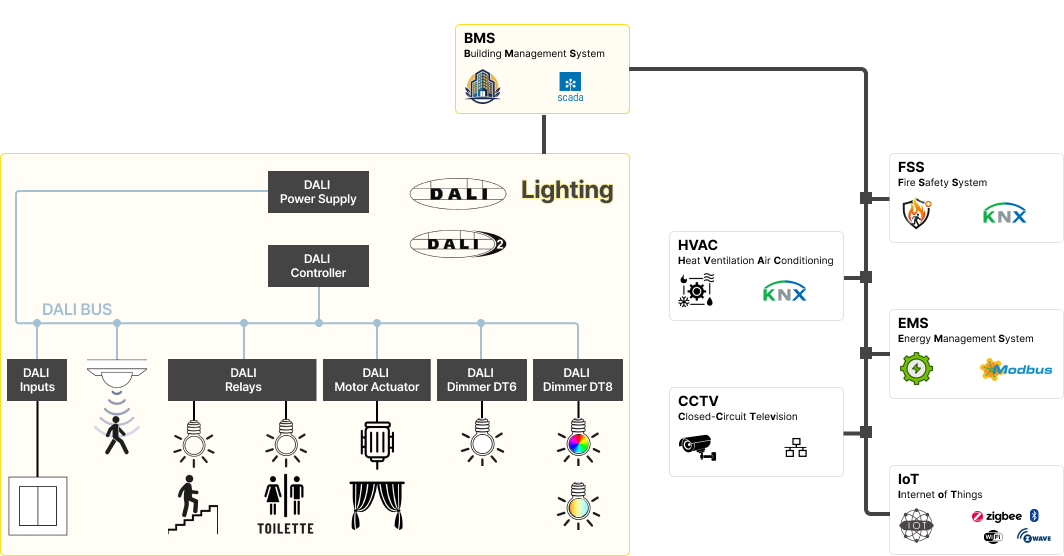 BMS
Building Management System
scada
DALI
Power Supply
DALI
Lighting
DALI 2
DALI
Controller
DALI BUS
DALI
Inputs
DALI
Relays
DALI
Motor Actuator
DALI
Dimmer DT6
DALI
Dimmer DT8
TOILETTE
FSS
Fire Safety System
KNX
HVAC
Heat Ventilation Air Conditioning
KNX
EMS
Energy Management System
Modbus
CCTV
Closed-Circuit Television
IoT
Internet of Things
IOT
zigbee
WiFi
Z WAVE